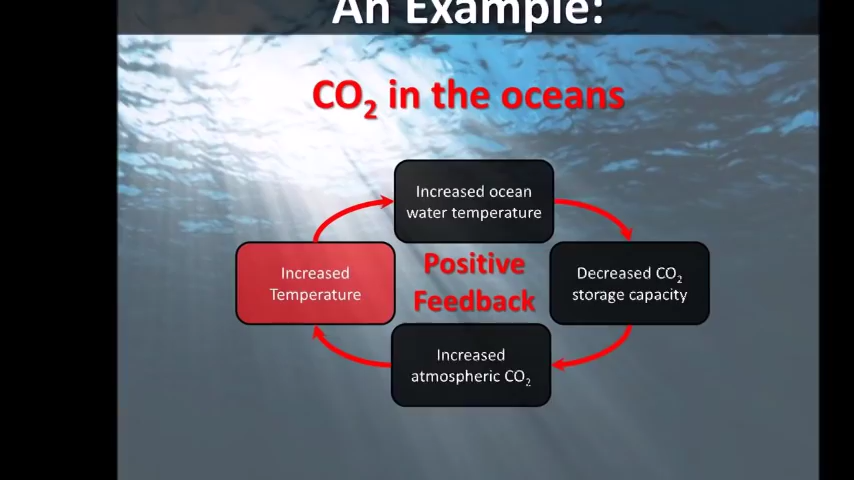 An Example:
CO₂ in the oceans
Increased ocean
water temperature
Increased
Temperature
Positive
Feedback
Decreased CO₂
storage capacity
Increased
atmospheric CO₂